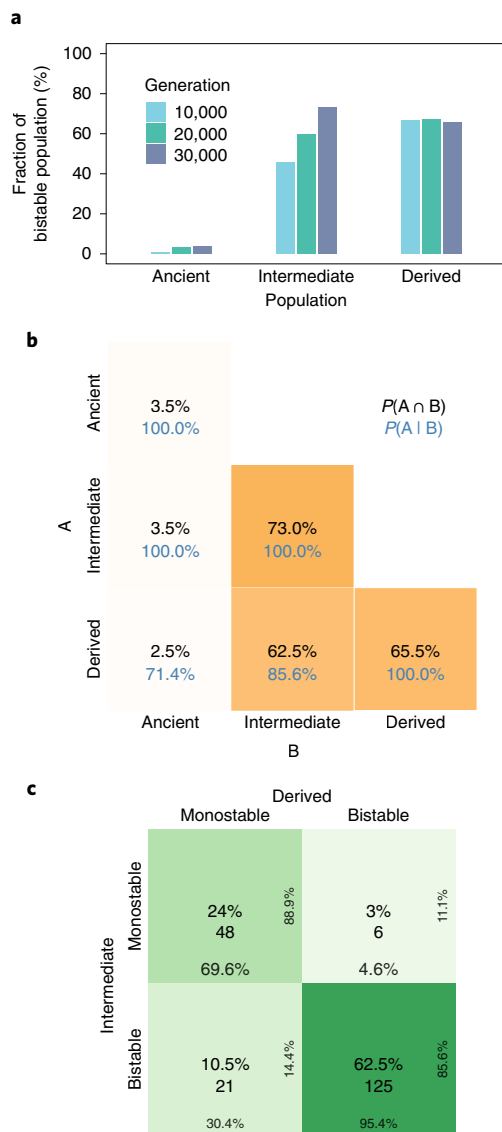 a
100
80
60
40
20
0
Fraction of
bistable population (%)
Generation
10,000
20,000
30,000
Ancient Intermediate Derived
Population
b
Ancient
3.5%
100.0%
P(A ∩ B)
P(A | B)
A
Intermediate
3.5% 73.0%
100.0% 100.0%
Derived
2.5% 62.5% 65.5%
71.4% 85.6% 100.0%
Ancient Intermediate Derived
B
c
Derived
Monostable Bistable
Intermediate
Monostable
24% 3%
48 6
88.9% 11.1%
69.6% 4.6%
Bistable
10.5% 62.5%
21 125
14.4% 85.6%
30.4% 95.4%